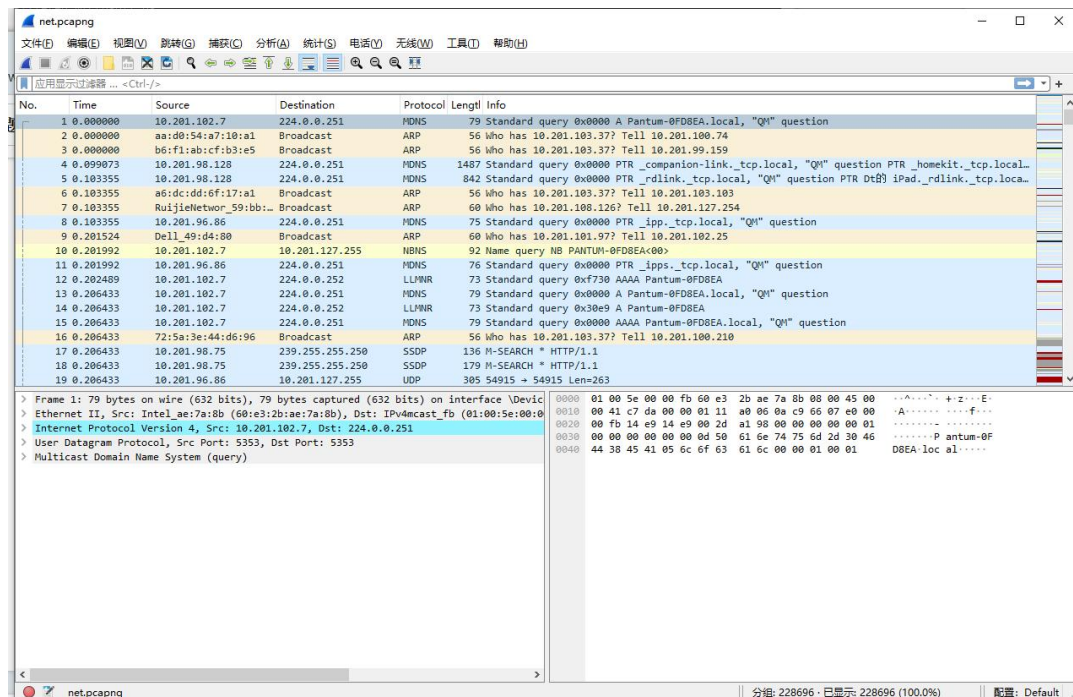 net.pcapng
文件(F) 编辑(E) 视图(V) 跳转(G) 捕获(C) 分析(A) 统计(S) 电话(Y) 无线(W) 工具(T) 帮助(H)
应用显示过滤器 … <Ctrl-/>
No. Time Source Destination Protocol Lengtl Info
1 0.000000 10.201.102.7 224.0.0.251 MDNS 79 Standard query 0x0000 A Pantum-0FD8EA.local, "QM" question
2 0.000000 aa:d0:54:a7:10:a1 Broadcast ARP 56 Who has 10.201.103.37? Tell 10.201.100.74
3 0.000000 b6:f1:ab:cf:b3:e5 Broadcast ARP 56 Who has 10.201.103.37? Tell 10.201.99.159
4 0.099073 10.201.98.128 224.0.0.251 MDNS 1487 Standard query 0x0000 PTR _companion-link._tcp.local, "QM" question PTR _homekit._tcp.local…
5 0.103355 10.201.98.128 224.0.0.251 MDNS 842 Standard query 0x0000 PTR _rdlink._tcp.local, "QM" question PTR Dt的 iPad._rdlink._tcp.loca…
6 0.103355 a6:dc:dd:6f:17:a1 Broadcast ARP 56 Who has 10.201.103.37? Tell 10.201.103.103
7 0.103355 RuijieNetwor_59:bb:… Broadcast ARP 60 Who has 10.201.108.126? Tell 10.201.127.254
8 0.103355 10.201.96.86 224.0.0.251 MDNS 75 Standard query 0x0000 PTR _ipp._tcp.local, "QM" question
9 0.201524 Dell_49:d4:80 Broadcast ARP 60 Who has 10.201.101.97? Tell 10.201.102.25
10 0.201992 10.201.102.7 10.201.127.255 NBNS 92 Name query NB PANTUM-0FD8EA<00>
11 0.201992 10.201.96.86 224.0.0.251 MDNS 76 Standard query 0x0000 PTR _ipps._tcp.local, "QM" question
12 0.202489 10.201.102.7 224.0.0.252 LLMNR 73 Standard query 0xf730 AAAA Pantum-0FD8EA
13 0.206433 10.201.102.7 224.0.0.251 MDNS 79 Standard query 0x0000 A Pantum-0FD8EA.local, "QM" question
14 0.206433 10.201.102.7 224.0.0.252 LLMNR 73 Standard query 0x30e9 A Pantum-0FD8EA
15 0.206433 10.201.102.7 224.0.0.251 MDNS 79 Standard query 0x0000 AAAA Pantum-0FD8EA.local, "QM" question
16 0.206433 72:5a:3e:44:d6:96 Broadcast ARP 56 Who has 10.201.103.37? Tell 10.201.100.210
17 0.206433 10.201.98.75 239.255.255.250 SSDP 136 M-SEARCH * HTTP/1.1
18 0.206433 10.201.98.75 239.255.255.250 SSDP 179 M-SEARCH * HTTP/1.1
19 0.206433 10.201.96.86 10.201.127.255 UDP 305 54915 → 54915 Len=263
Frame 1: 79 bytes on wire (632 bits), 79 bytes captured (632 bits) on interface \Devic
Ethernet II, Src: Intel_ae:7a:8b (60:e3:2b:ae:7a:8b), Dst: IPv4mcast_fb (01:00:5e:00:0
Internet Protocol Version 4, Src: 10.201.102.7, Dst: 224.0.0.251
User Datagram Protocol, Src Port: 5353, Dst Port: 5353
Multicast Domain Name System (query)
0000 01 00 5e 00 00 fb 60 e3 2b ae 7a 8b 08 00 45 00 ··^···`· +·z···E·
0010 00 41 c7 da 00 00 01 11 a0 06 0a c9 66 07 e0 00 ·A······ ····f···
0020 00 fb 14 e9 14 e9 00 2d a1 98 00 00 00 00 00 01 ·······- ········
0030 00 00 00 00 00 00 0d 50 61 6e 74 75 6d 2d 30 46 ·······P antum-0F
0040 44 38 45 41 05 6c 6f 63 61 6c 00 00 01 00 01 D8EA·loc al·····
net.pcapng 分组: 228696 · 已显示: 228696 (100.0%) 配置: Default